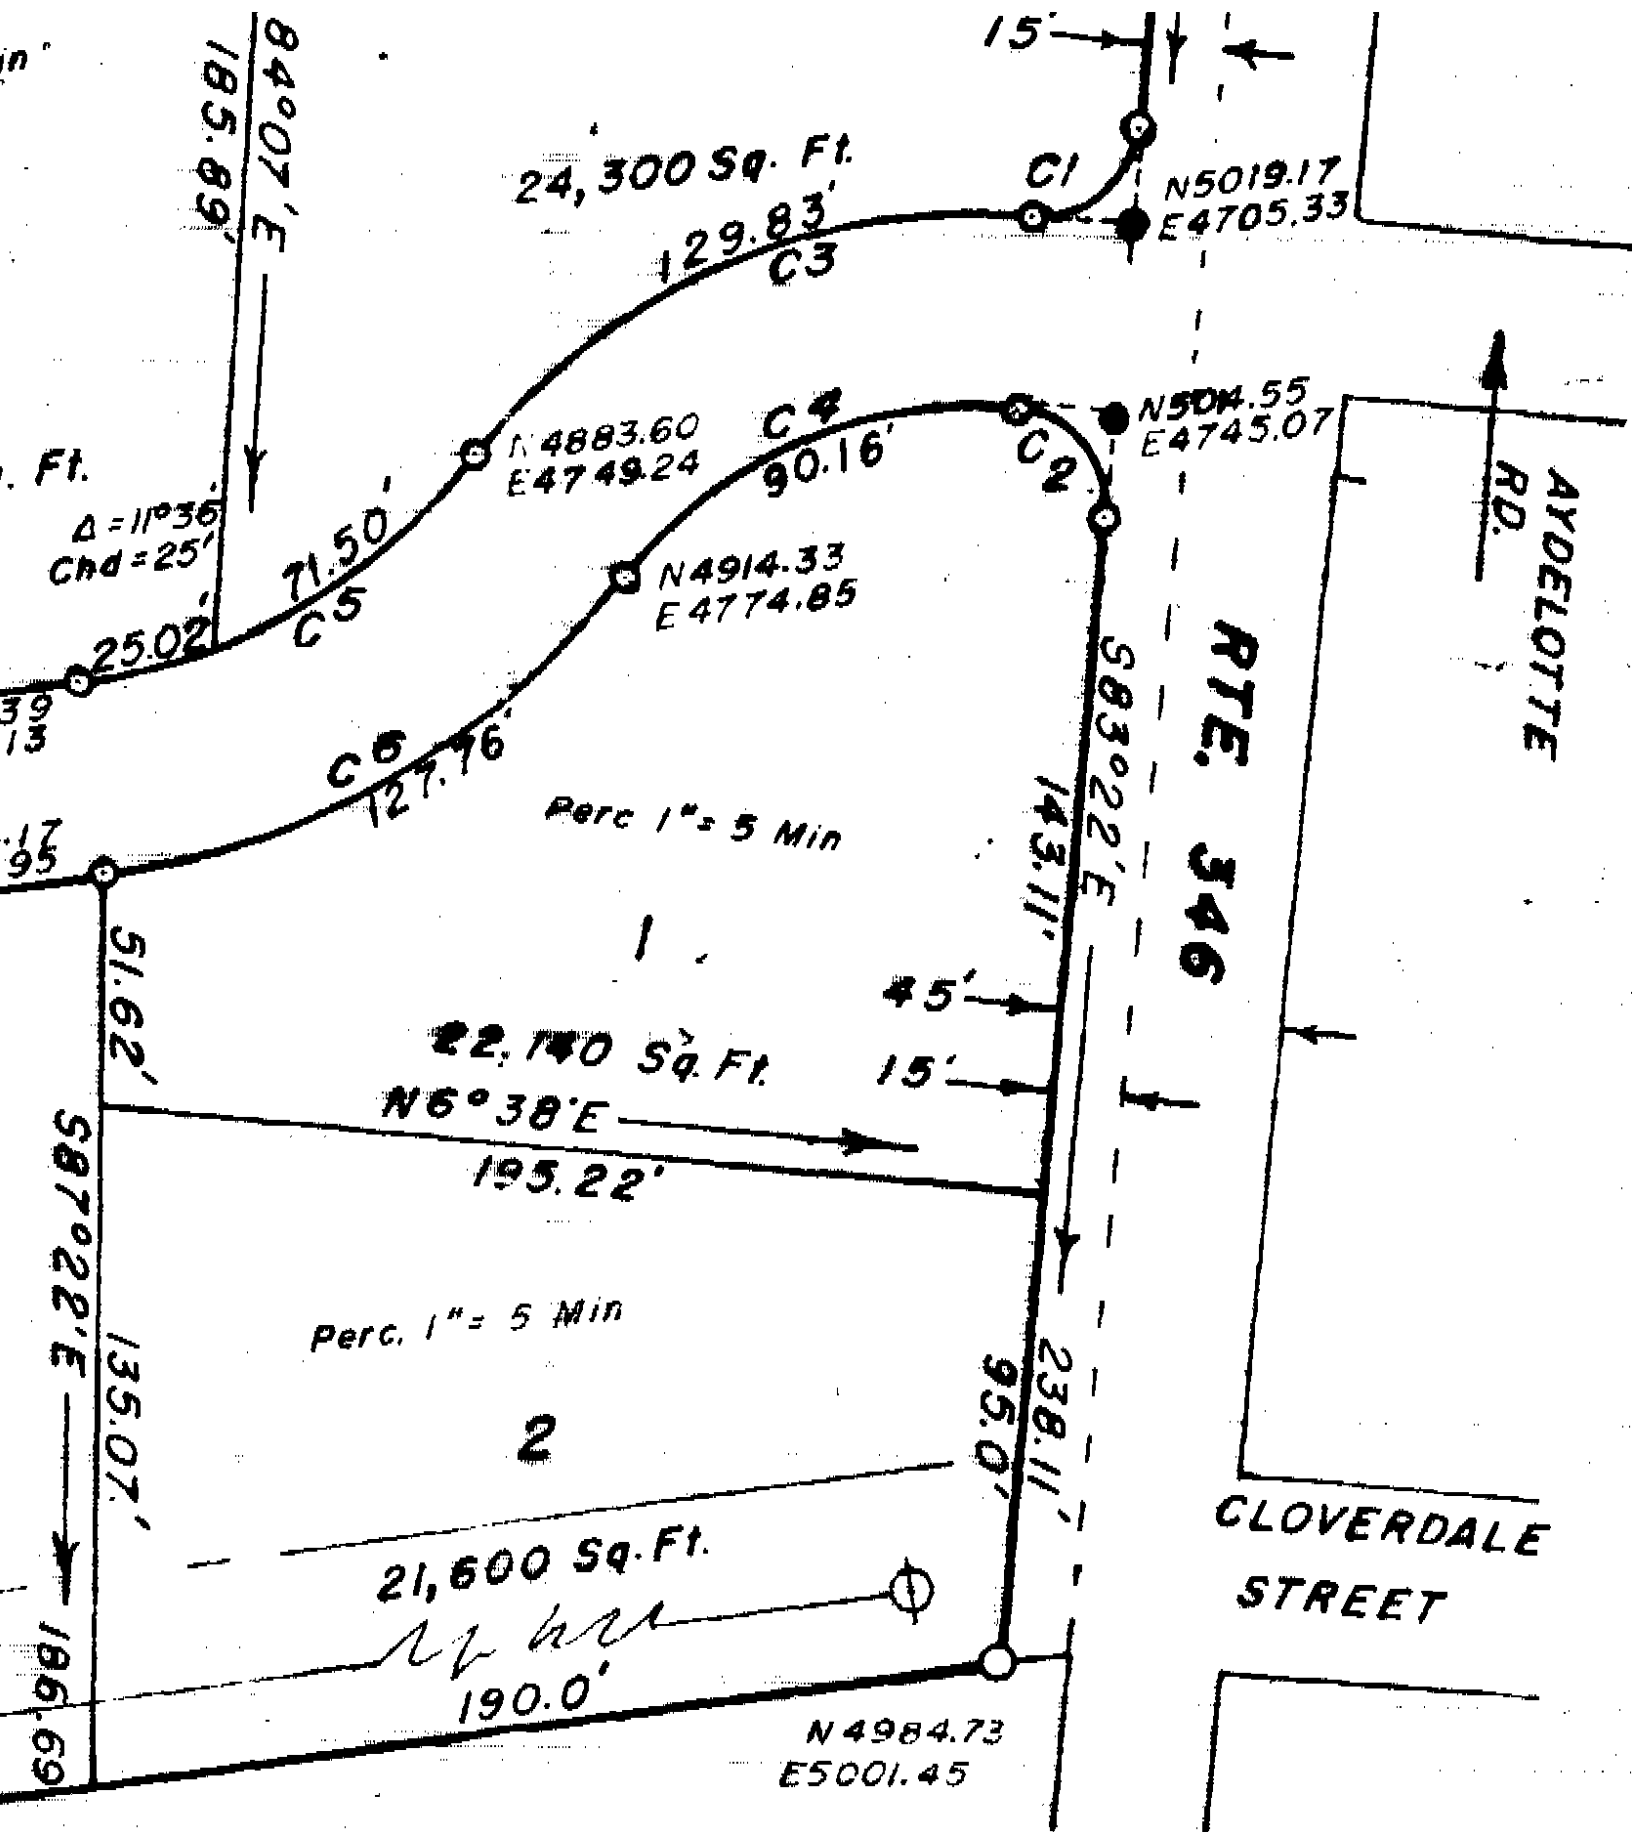 15'
84°07'E
185.89'
24,300 Sq. Ft.
C1
N5019.17
E4705.33
129.83'
C3
N4883.60
E4749.24
C4
90.16'
C2
N5014.55
E4745.07
AYDELOTTE
RD.
. Ft.
Δ = 11°36'
Chd = 25'
71.50'
C5
25.02'
N4914.33
E4774.85
39
13
C6
127.76'
.17
95
Perc 1"= 5 Min
S83°22'E
143.11'
RTE. 346
1
51.62'
45'
22,140 Sq. Ft.
15'
N6°38'E
195.22'
S87°22'E
135.07'
186.69
Perc. 1"= 5 Min
2
95.0'
238.11'
21,600 Sq. Ft.
190.0'
CLOVERDALE
STREET
N4984.73
E5001.45